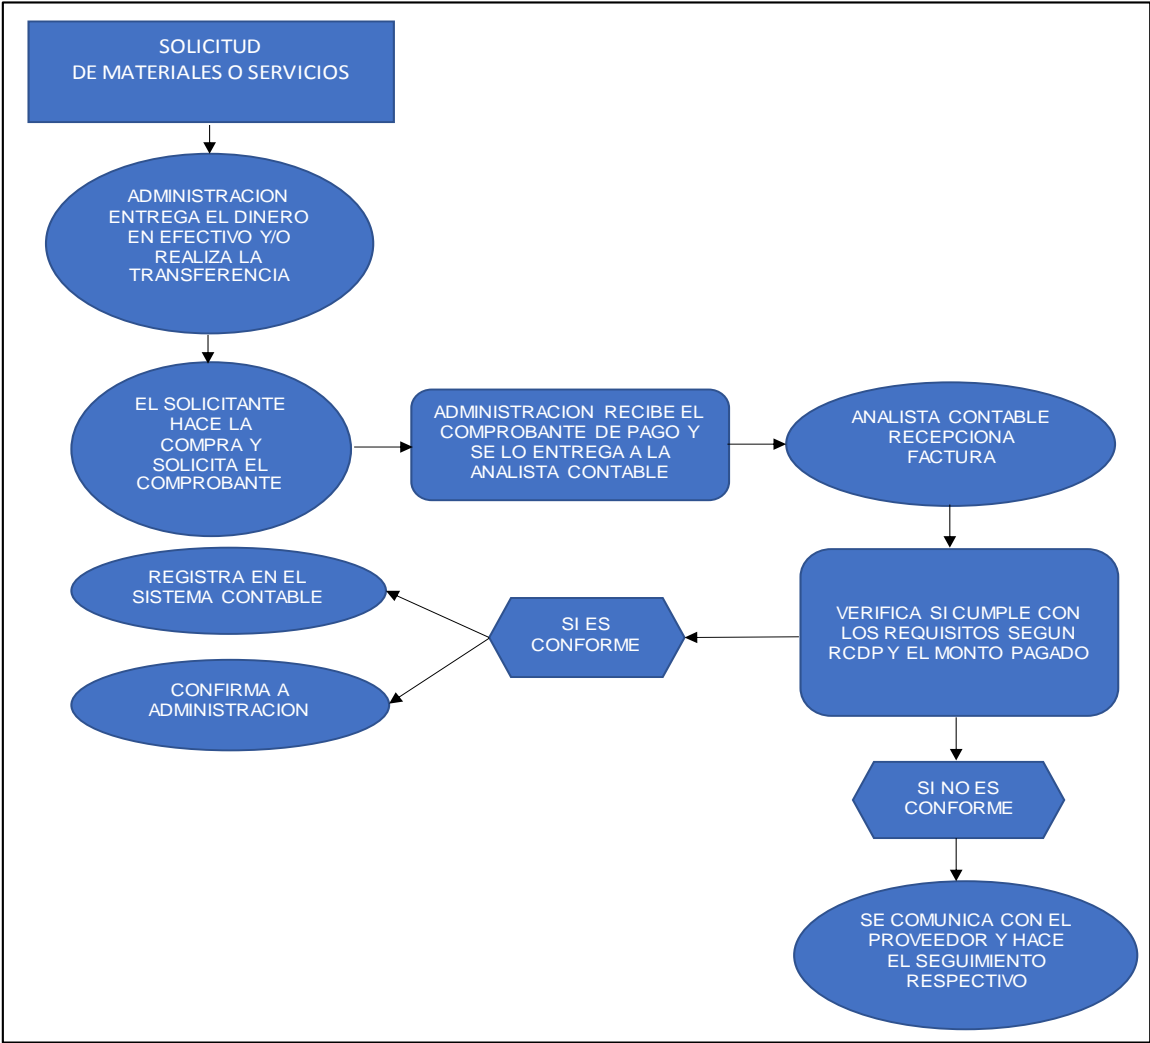 SOLICITUD
DE MATERIALES O SERVICIOS
ADMINISTRACION
ENTREGA EL DINERO
EN EFECTIVO Y/O
REALIZA LA
TRANSFERENCIA
EL SOLICITANTE
HACE LA
COMPRA Y
SOLICITA EL
COMPROBANTE
ADMINISTRACION RECIBE EL
COMPROBANTE DE PAGO Y
SE LO ENTREGA A LA
ANALISTA CONTABLE
ANALISTA CONTABLE
RECEPCIONA
FACTURA
VERIFICA SI CUMPLE CON
LOS REQUISITOS SEGUN
RCDP Y EL MONTO PAGADO
SI ES
CONFORME
REGISTRA EN EL
SISTEMA CONTABLE
CONFIRMA A
ADMINISTRACION
SI NO ES
CONFORME
SE COMUNICA CON EL
PROVEEDOR Y HACE
EL SEGUIMIENTO
RESPECTIVO